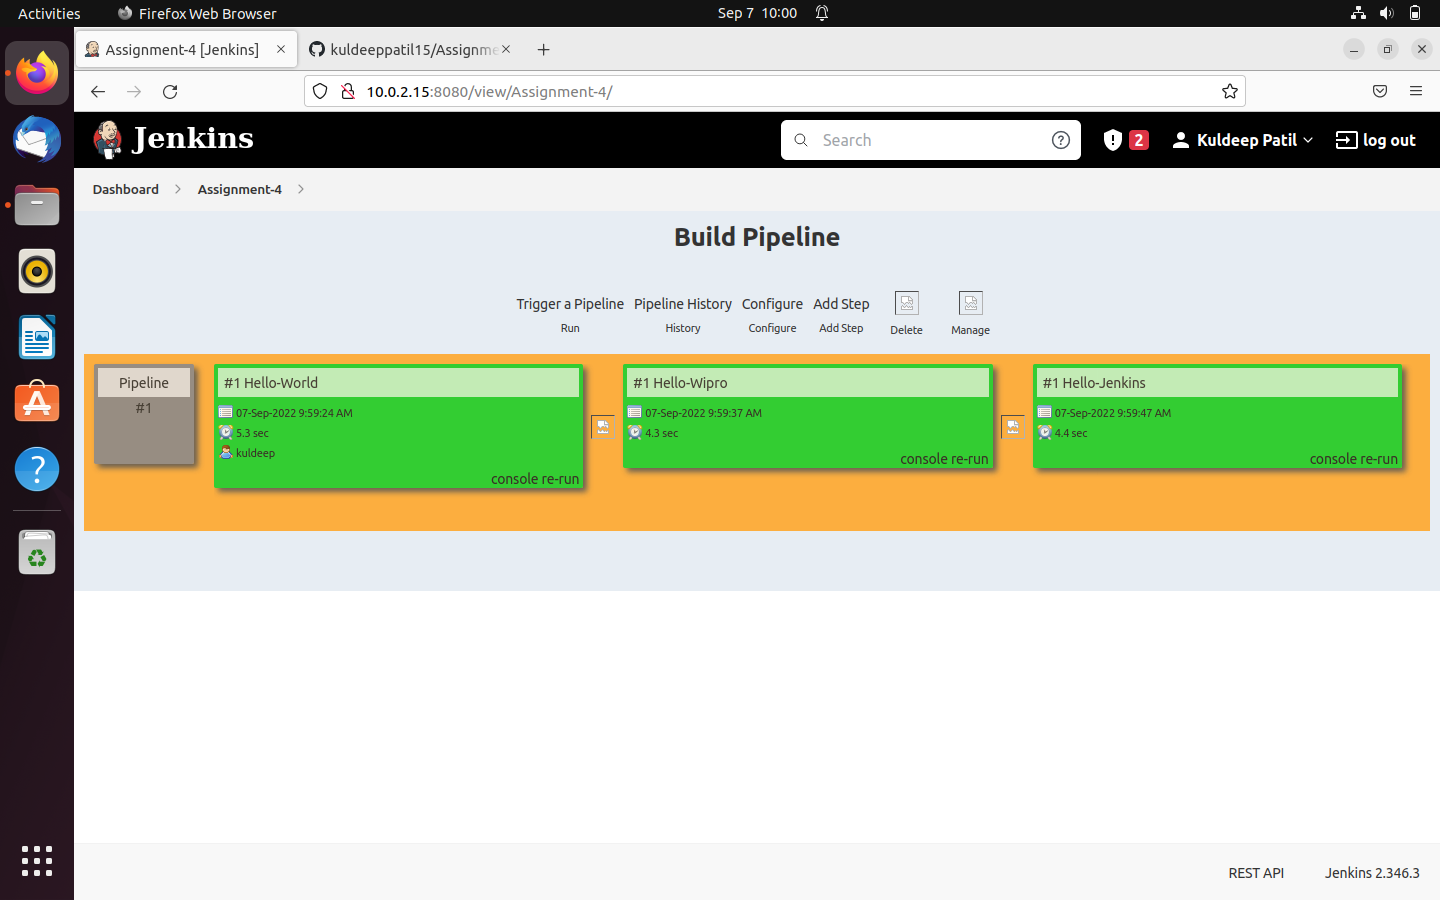 Activities Firefox Web Browser Sep 7 10:00
Assignment-4 [Jenkins] kuldeeppatil15/Assignme
10.0.2.15:8080/view/Assignment-4/
Jenkins Search 2 Kuldeep Patil log out
Dashboard Assignment-4
Build Pipeline
Trigger a Pipeline Pipeline History Configure Add Step
Run History Configure Add Step Delete Manage
Pipeline
#1
#1 Hello-World
07-Sep-2022 9:59:24 AM
5.3 sec
kuldeep
console re-run
#1 Hello-Wipro
07-Sep-2022 9:59:37 AM
4.3 sec
console re-run
#1 Hello-Jenkins
07-Sep-2022 9:59:47 AM
4.4 sec
console re-run
REST API Jenkins 2.346.3